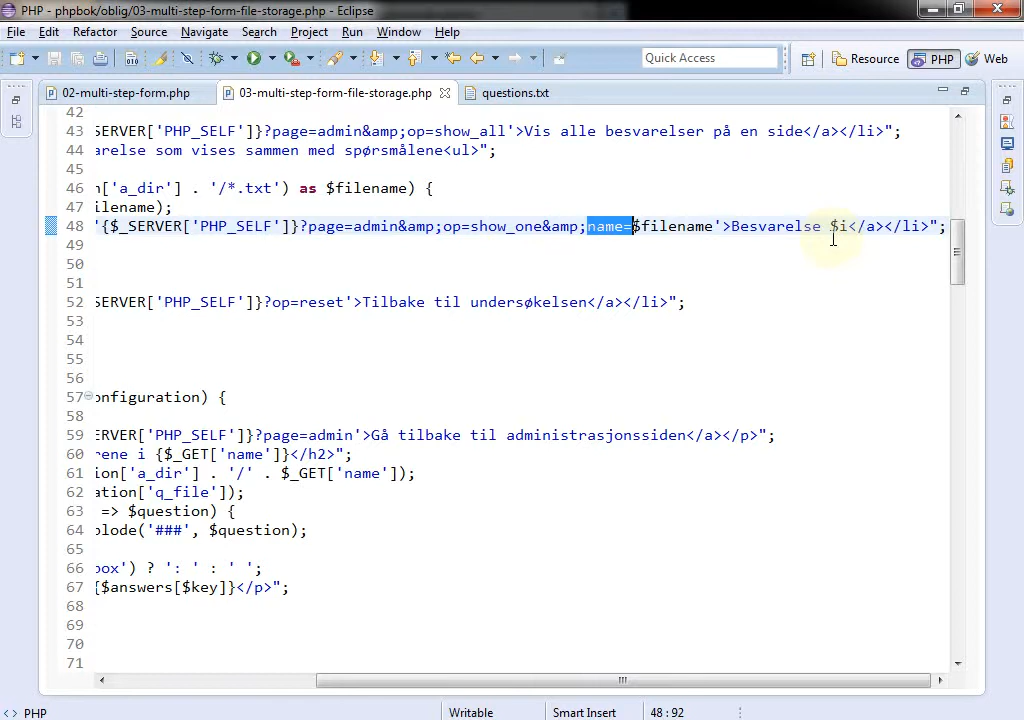 PHP - phpbok/oblig/03-multi-step-form-file-storage.php - Eclipse
File Edit Refactor Source Navigate Search Project Run Window Help
Quick Access Resource PHP Web
02-multi-step-form.php 03-multi-step-form-file-storage.php questions.txt
42
43 SERVER['PHP_SELF']}?page=admin&amp;op=show_all'>Vis alle besvarelser på en side</a></li>";
44 arelse som vises sammen med spørsmålene<ul>";
45
46 n['a_dir'] . '/*.txt') as $filename) {
47 ilename);
48 '{$_SERVER['PHP_SELF']}?page=admin&amp;op=show_one&amp;name=$filename'>Besvarelse $i</a></li>";
49
50
51
52 SERVER['PHP_SELF']}?op=reset'>Tilbake til undersøkelsen</a></li>";
53
54
55
56
57 onfiguration) {
58
59 ERVER['PHP_SELF']}?page=admin'>Gå tilbake til administrasjonssiden</a></p>";
60 rene i {$_GET['name']}</h2>";
61 ion['a_dir'] . '/' . $_GET['name']);
62 ation['q_file']);
63 => $question) {
64 plode('###', $question);
65
66 box') ? ': ' : ' ';
67 {$answers[$key]}</p>";
68
69
70
71
PHP Writable Smart Insert 48 : 92